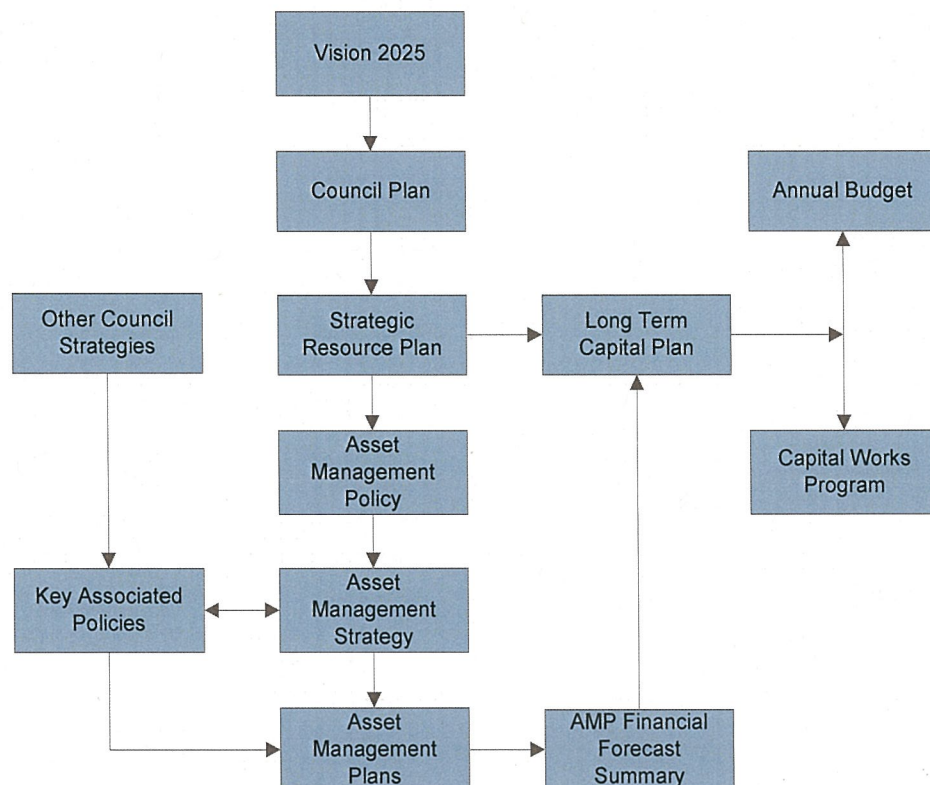 Vision 2025
Council Plan
Annual Budget
Other Council
Strategies
Strategic
Resource Plan
Long Term
Capital Plan
Asset
Management
Policy
Capital Works
Program
Key Associated
Policies
Asset
Management
Strategy
Asset
Management
Plans
AMP Financial
Forecast
Summary